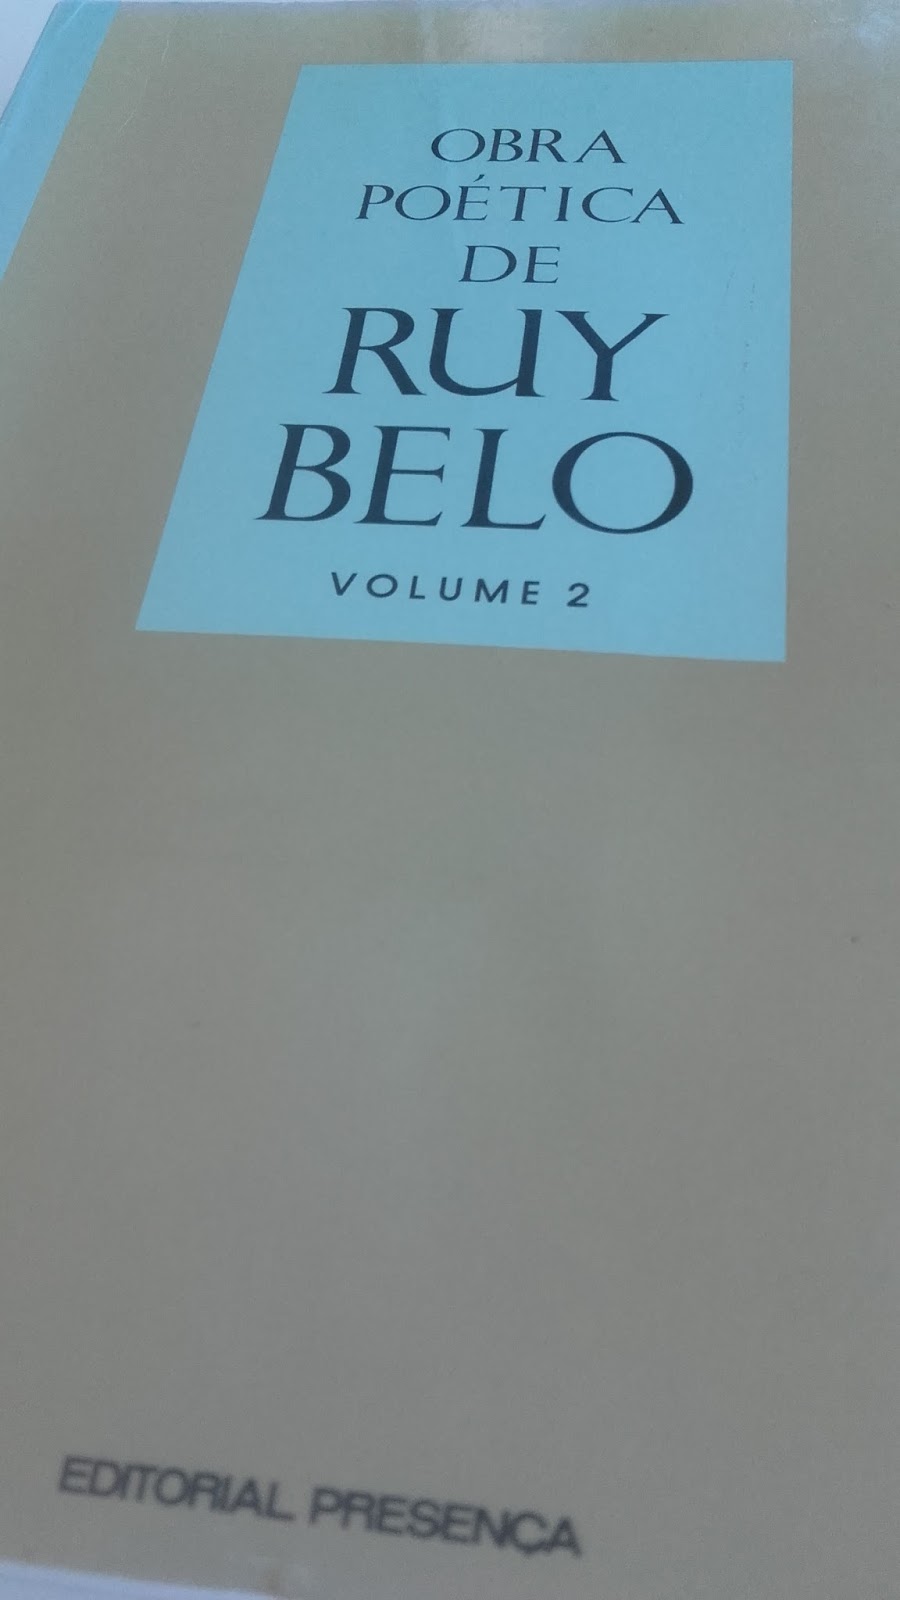 OBRA
POÉTICA
DE
RUY
BELO
VOLUME 2
EDITORIAL PRESENÇA